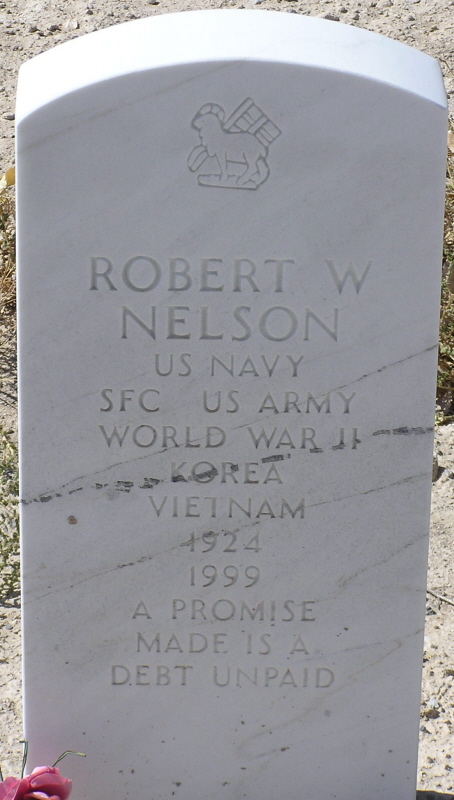 ROBERT W
NELSON
US NAVY
SFC US ARMY
WORLD WAR II
KOREA
VIETNAM
1924
1999
A PROMISE
MADE IS A
DEBT UNPAID